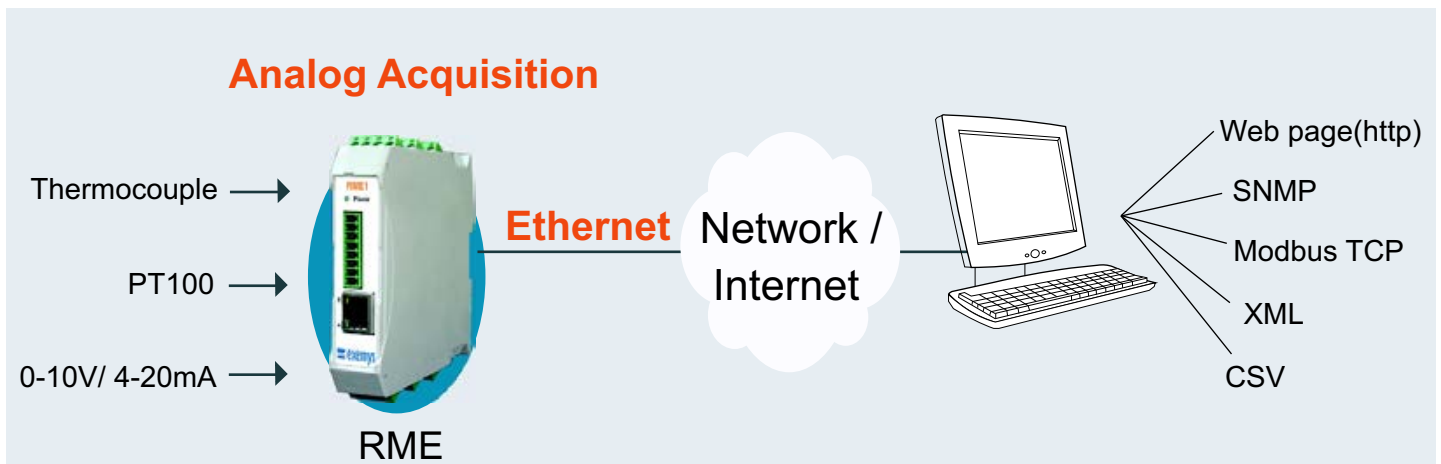 Analog Acquisition
Thermocouple
PT100
0-10V/ 4-20mA
exemys
RME
Ethernet
Network /
Internet
Web page(http)
SNMP
Modbus TCP
XML
CSV